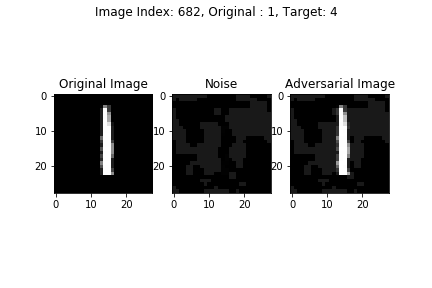 Image Index: 682, Original : 1, Target: 4
Original Image Noise Adversarial Image
0 0 0
10 10 10
20 20 20
0 10 20 0 10 20 0 10 20